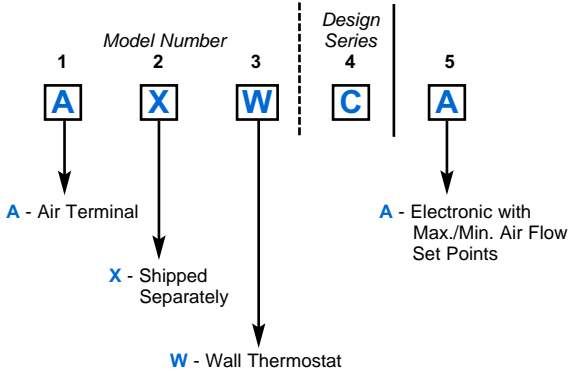 Model Number
Design
Series
1 2 3 4 5
A X W C A
A - Air Terminal
A - Electronic with
Max./Min. Air Flow
Set Points
X - Shipped
Separately
W - Wall Thermostat